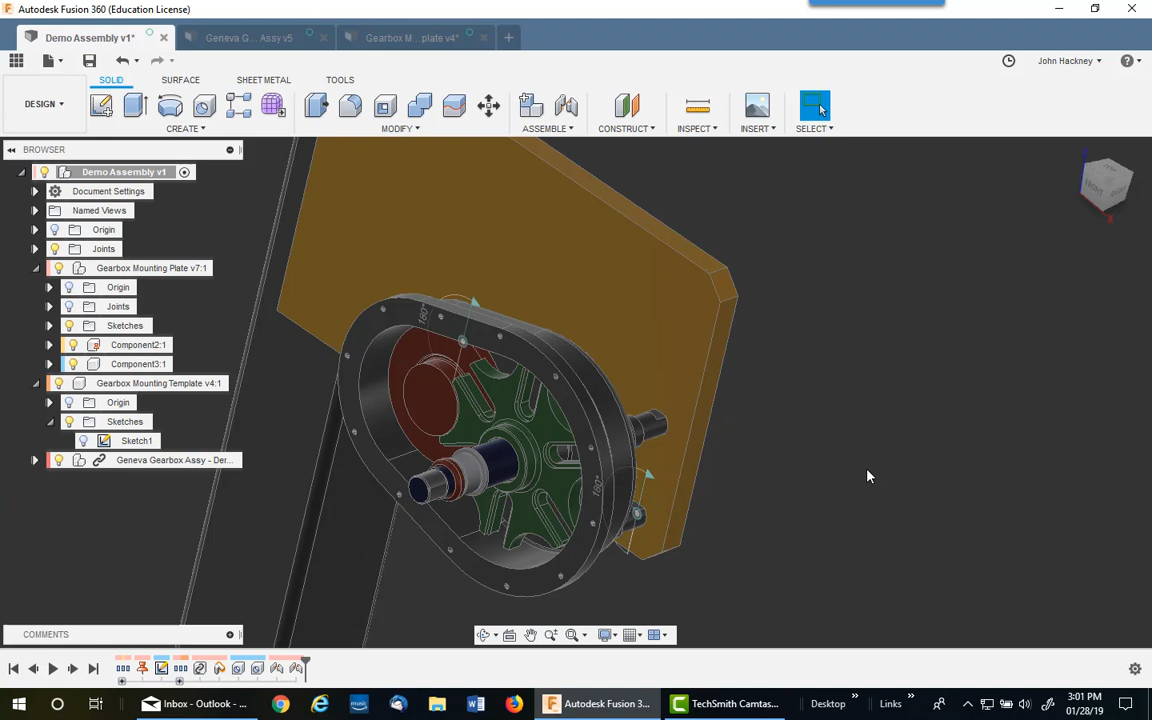 Autodesk Fusion 360 (Education License)
Demo Assembly v1*
Geneva G... Assy v5
Gearbox M...plate v4*
John Hackney
DESIGN
SOLID
SURFACE
SHEET METAL
TOOLS
CREATE
MODIFY
ASSEMBLE
CONSTRUCT
INSPECT
INSERT
SELECT
BROWSER
Demo Assembly v1
Document Settings
Named Views
Origin
Joints
Gearbox Mounting Plate v7:1
Origin
Joints
Sketches
Component2:1
Component3:1
Gearbox Mounting Template v4:1
Origin
Sketches
Sketch1
Geneva Gearbox Assy - Der...
180°
180°
FRONT
X
COMMENTS
Inbox - Outlook - ...
music
Autodesk Fusion 3...
TechSmith Camtas...
Desktop
Links
3:01 PM
01/28/19